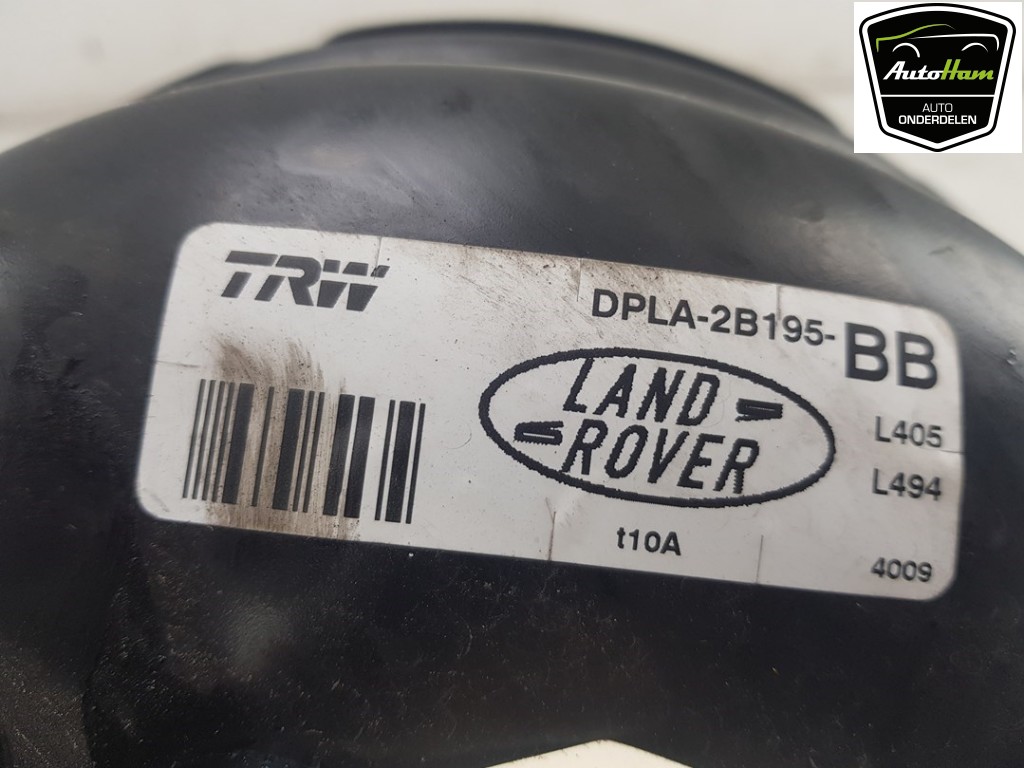 AutoHam
AUTO
ONDERDELEN
TRW
DPLA-2B195-BB
LAND
ROVER
L405
L494
t10A
4009